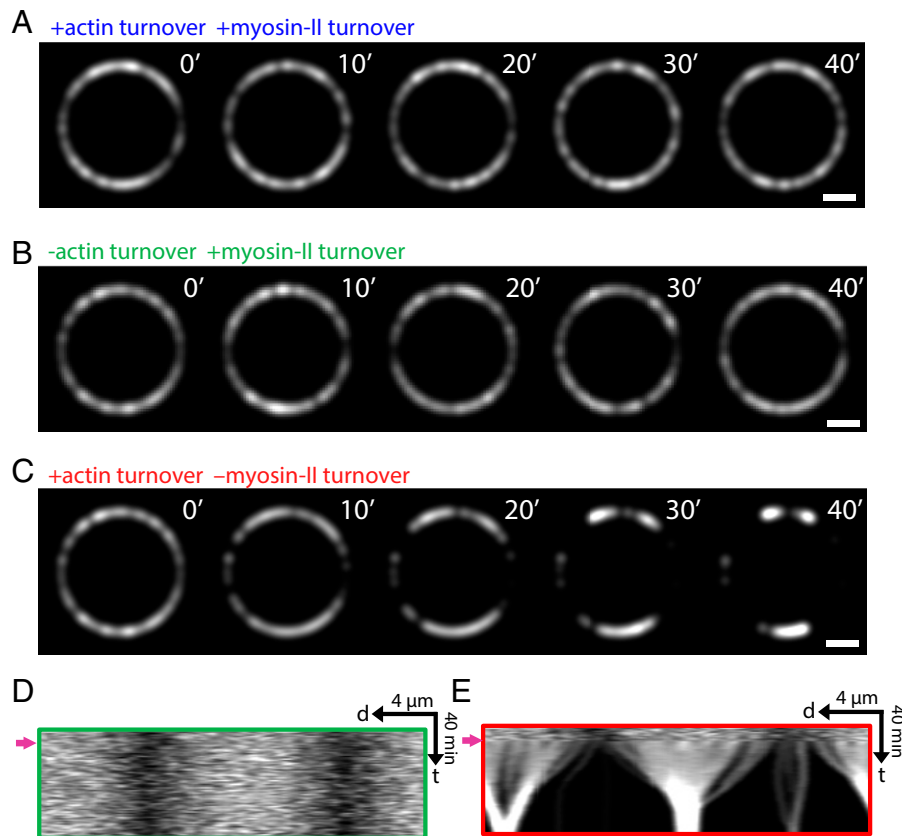 A
+actin turnover +myosin-II turnover
0’ 10’ 20’ 30’ 40’
B
-actin turnover +myosin-II turnover
0’ 10’ 20’ 30’ 40’
C
+actin turnover –myosin-II turnover
0’ 10’ 20’ 30’ 40’
D
d 4 µm
40 min
t
E
d 4 µm
40 min
t